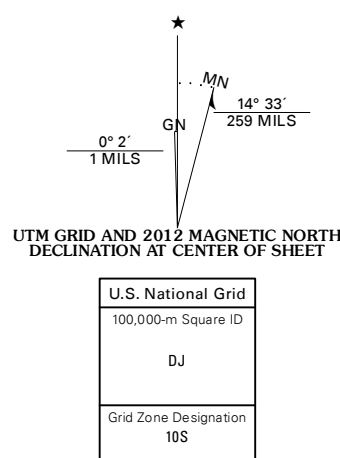 ★
MN
GN
14° 33´
259 MILS
0° 2´
1 MILS
UTM GRID AND 2012 MAGNETIC NORTH
DECLINATION AT CENTER OF SHEET
U.S. National Grid
100,000-m Square ID
DJ
Grid Zone Designation
10S